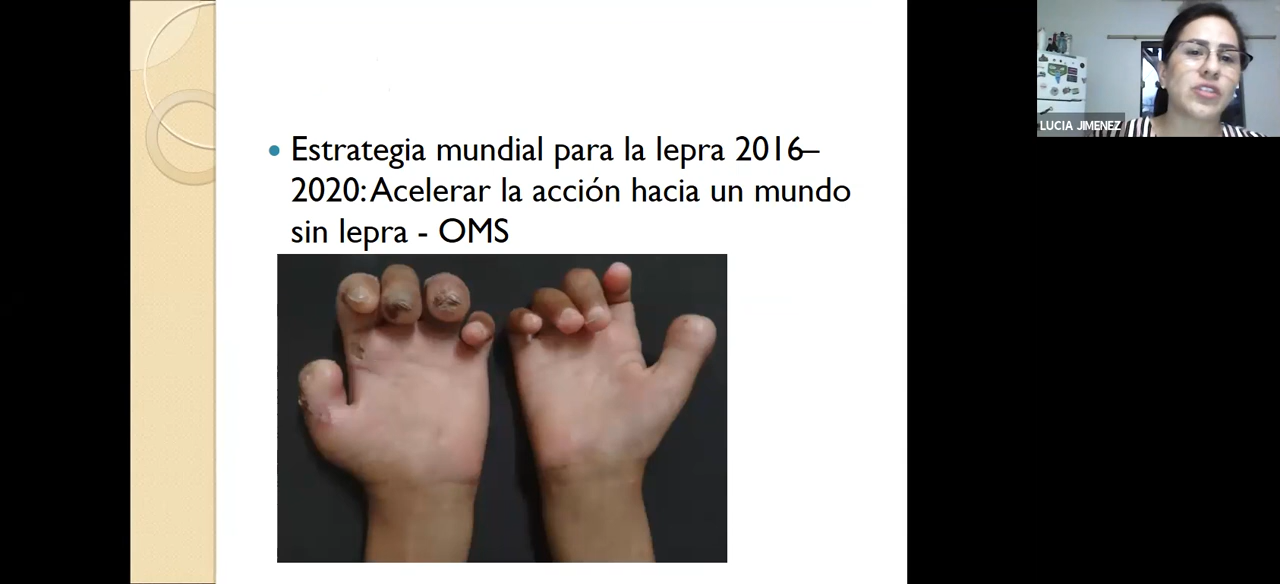 Estrategia mundial para la lepra 2016–
2020: Acelerar la acción hacia un mundo
sin lepra - OMS
LUCIA JIMENEZ